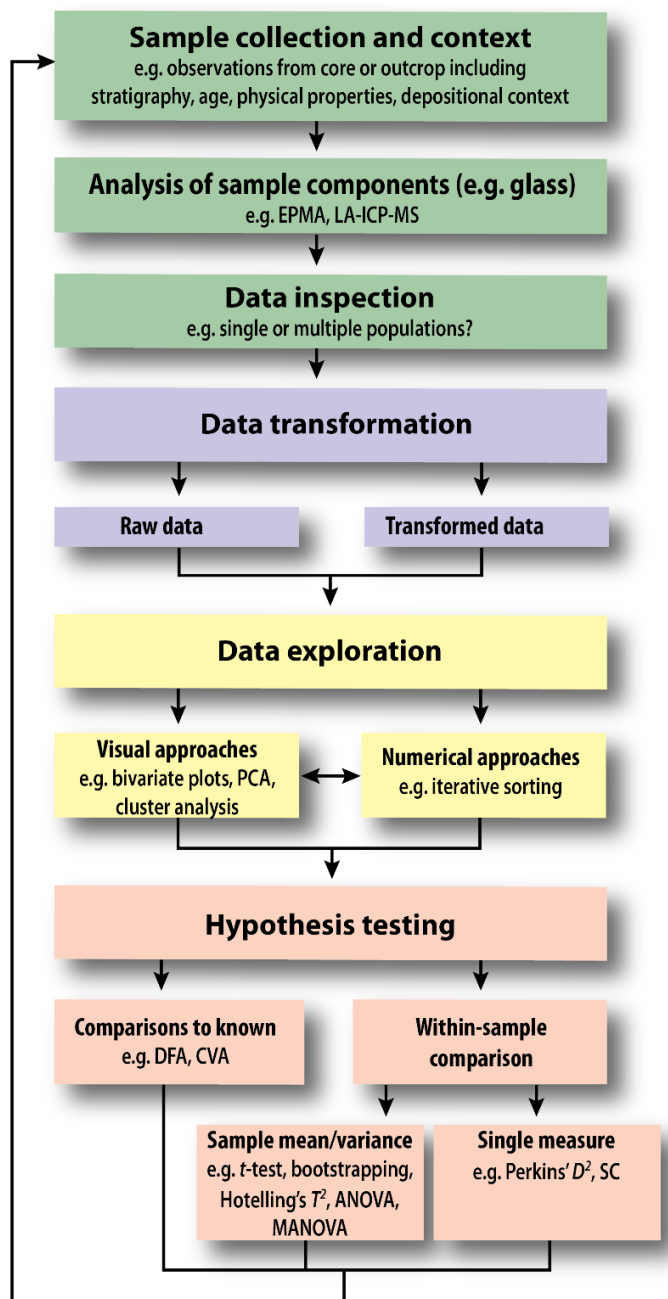 Sample collection and context
e.g. observations from core or outcrop including
stratigraphy, age, physical properties, depositional context
Analysis of sample components (e.g. glass)
e.g. EPMA, LA-ICP-MS
Data inspection
e.g. single or multiple populations?
Data transformation
Raw data
Transformed data
Data exploration
Visual approaches
e.g. bivariate plots, PCA,
cluster analysis
Numerical approaches
e.g. iterative sorting
Hypothesis testing
Comparisons to known
e.g. DFA, CVA
Within-sample
comparison
Sample mean/variance
e.g. t-test, bootstrapping,
Hotelling's T², ANOVA,
MANOVA
Single measure
e.g. Perkins' D², SC